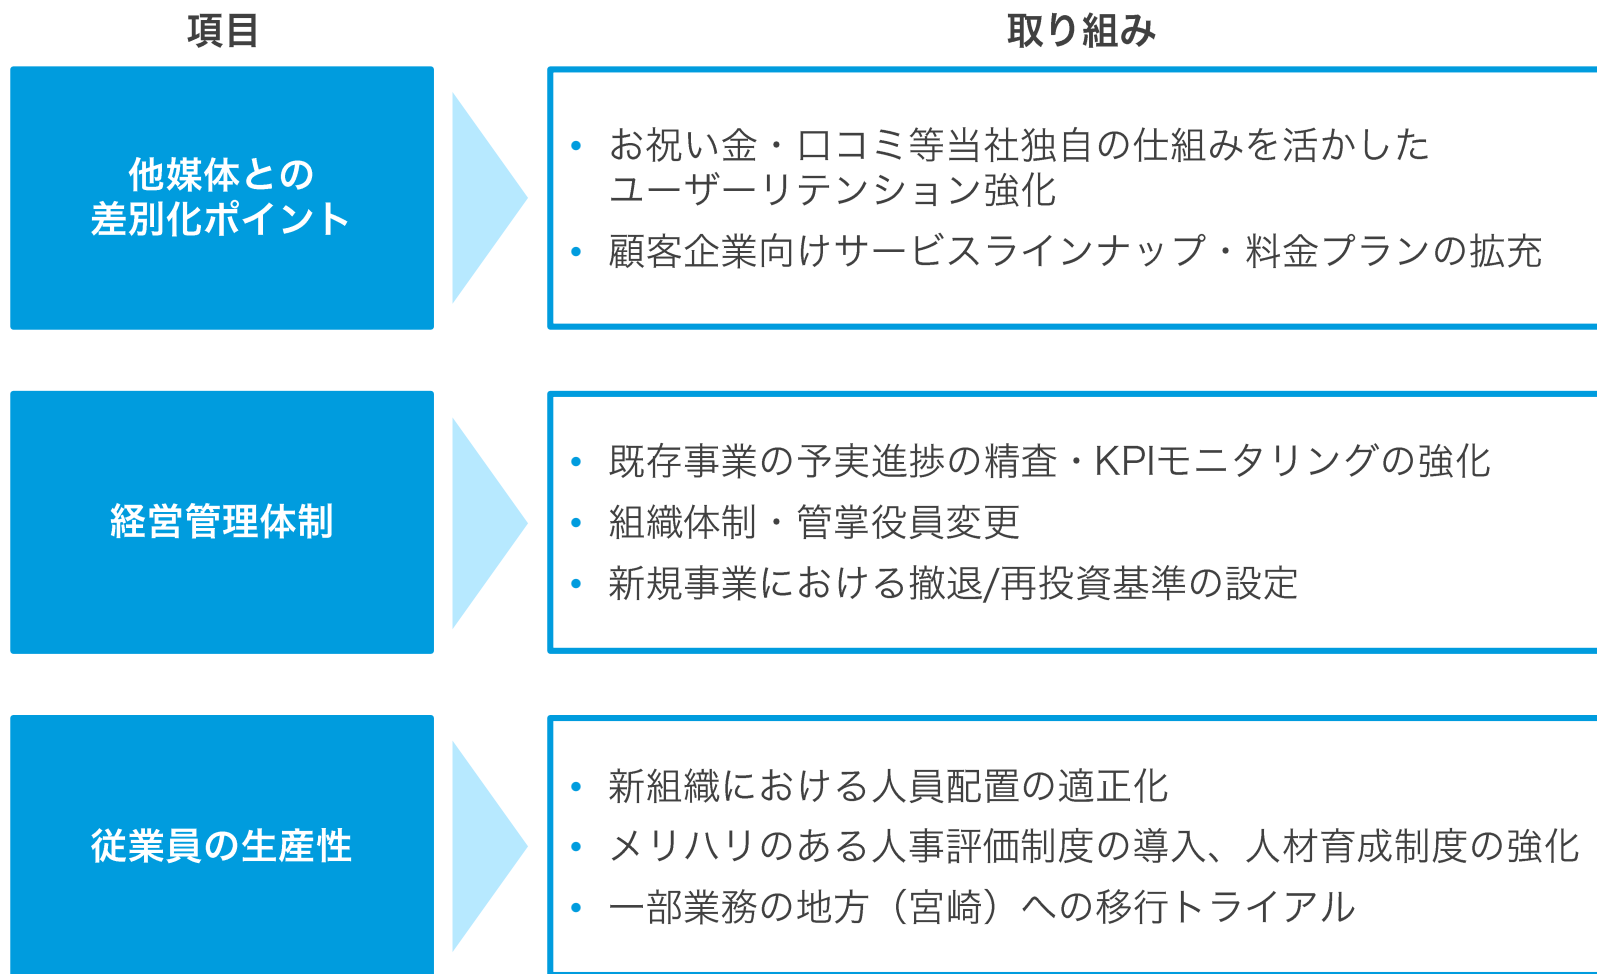 項目
取り組み
他媒体との
差別化ポイント
• お祝い金・口コミ等当社独自の仕組みを活かした
ユーザーリテンション強化
• 顧客企業向けサービスラインナップ・料金プランの拡充
経営管理体制
• 既存事業の予実進捗の精査・KPIモニタリングの強化
• 組織体制・管掌役員変更
• 新規事業における撤退/再投資基準の設定
従業員の生産性
• 新組織における人員配置の適正化
• メリハリのある人事評価制度の導入、人材育成制度の強化
• 一部業務の地方（宮崎）への移行トライアル